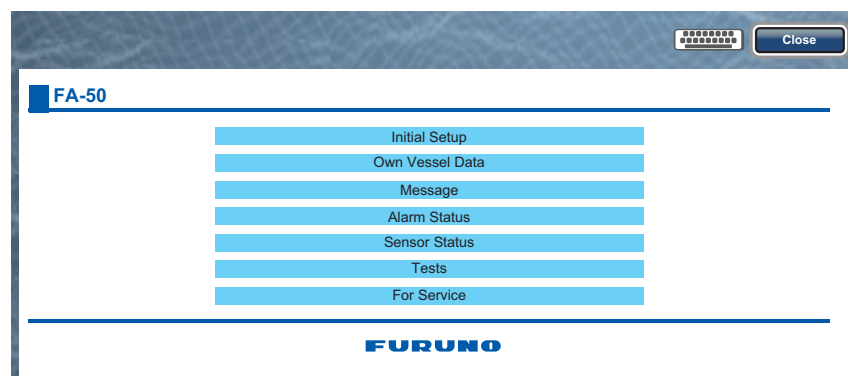 Close
FA-50
Initial Setup
Own Vessel Data
Message
Alarm Status
Sensor Status
Tests
For Service
FURUNO